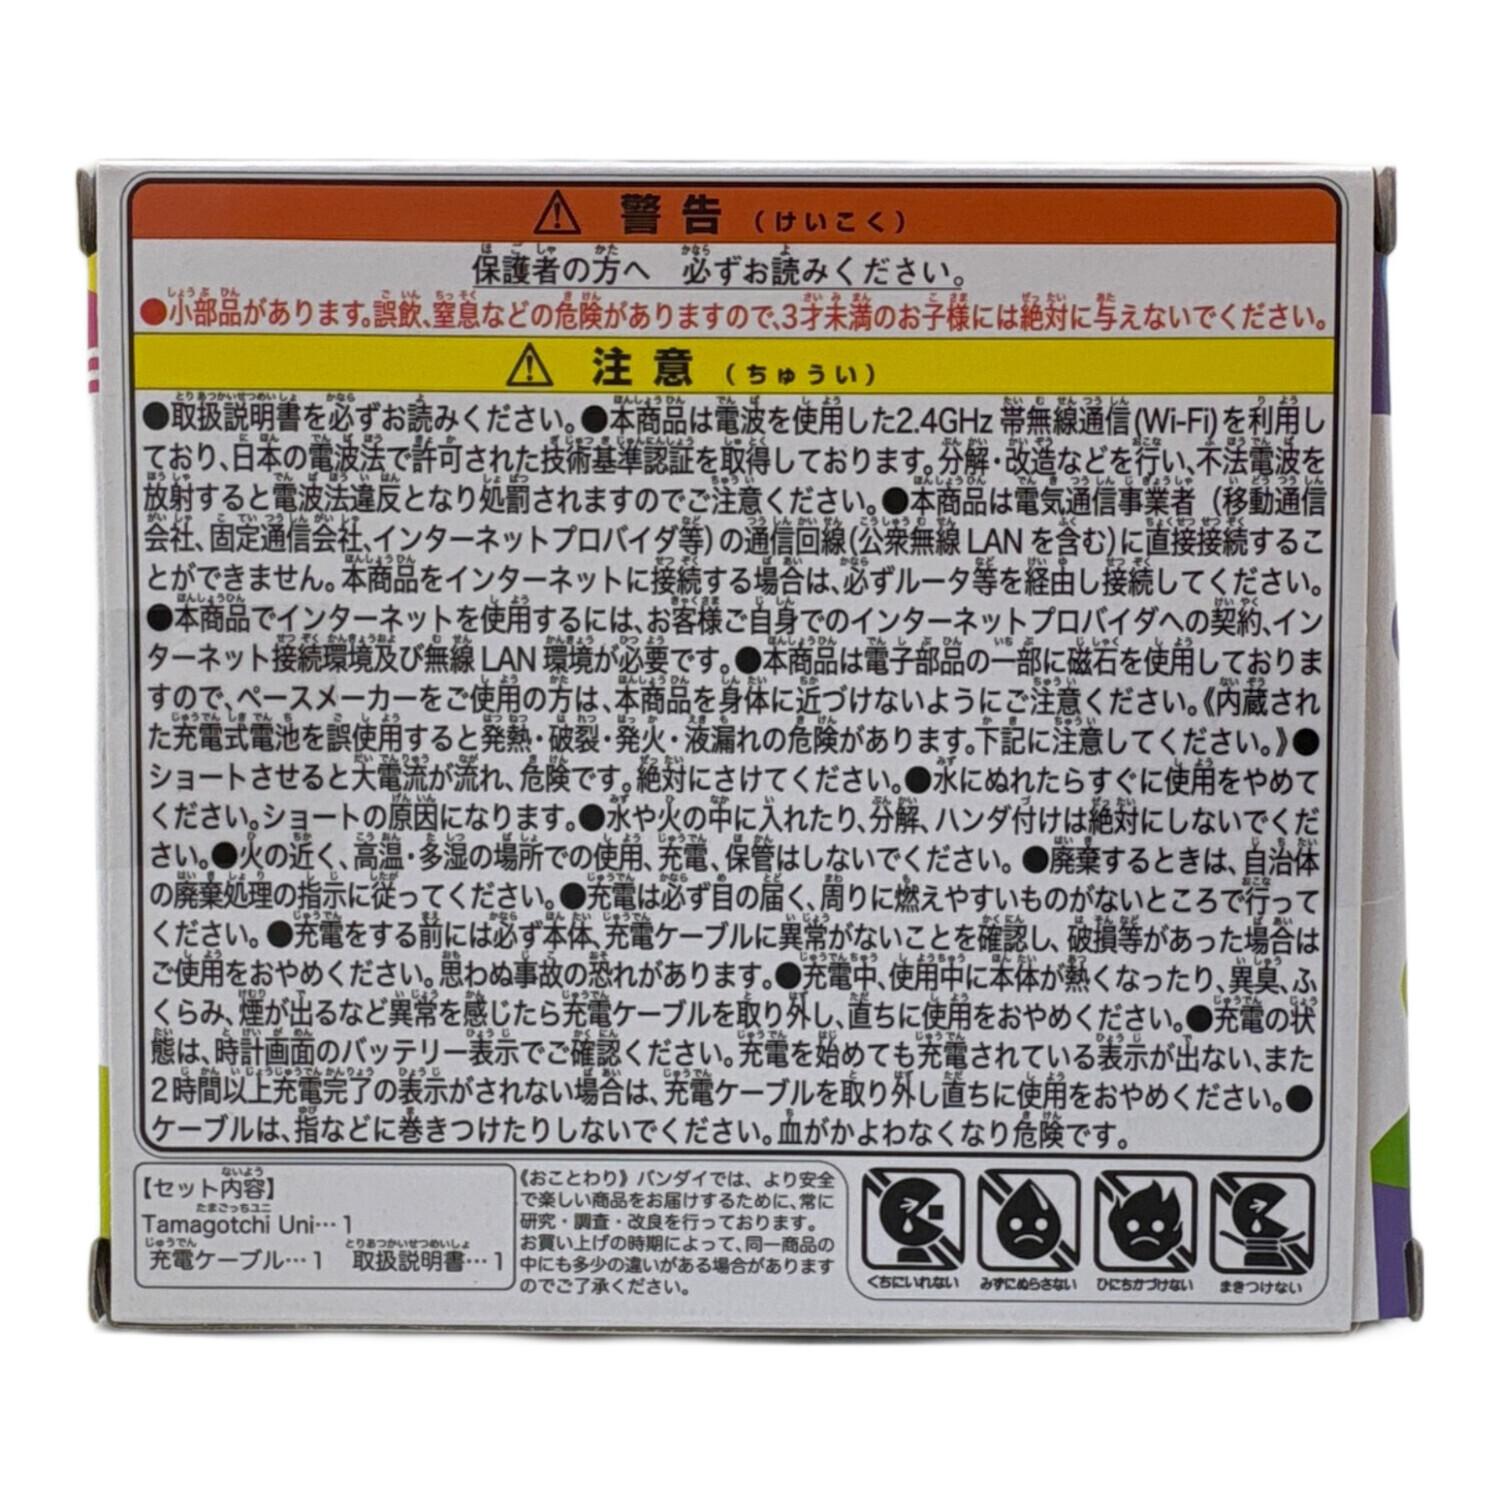 警告（けいこく）
保護者の方へ　必ずお読みください。
●小部品があります。誤飲、窒息などの危険がありますので、3才未満のお子様には絶対に与えないでください。
注意（ちゅうい）
●取扱説明書を必ずお読みください。●本商品は電波を使用した2.4GHz 帯無線通信(Wi-Fi)を利用し
ており、日本の電波法で許可された技術基準認証を取得しております。分解・改造などを行い、不法電波を
放射すると電波法違反となり処罰されますのでご注意ください。●本商品は電気通信事業者（移動通信
会社、固定通信会社、インターネットプロバイダ等）の通信回線(公衆無線 LAN を含む)に直接接続するこ
とができません。本商品をインターネットに接続する場合は、必ずルータ等を経由し接続してください。
●本商品でインターネットを使用するには、お客様ご自身でのインターネットプロバイダへの契約、イン
ターネット接続環境及び無線 LAN 環境が必要です。●本商品は電子部品の一部に磁石を使用しておりま
すので、ペースメーカーをご使用の方は、本商品を身体に近づけないようにご注意ください。《内蔵され
た充電式電池を誤使用すると発熱・破裂・発火・液漏れの危険があります。下記に注意してください。》●
ショートさせると大電流が流れ、危険です。絶対にさけてください。●水にぬれたらすぐに使用をやめて
ください。ショートの原因になります。●水や火の中に入れたり、分解、ハンダ付けは絶対にしないでくだ
さい。●火の近く、高温・多湿の場所での使用、充電、保管はしないでください。●廃棄するときは、自治体
の廃棄処理の指示に従ってください。●充電は必ず目の届く、周りに燃えやすいものがないところで行って
ください。●充電をする前には必ず本体、充電ケーブルに異常がないことを確認し、破損等があった場合は
ご使用をおやめください。思わぬ事故の恐れがあります。●充電中、使用中に本体が熱くなったり、異臭、ふ
くらみ、煙が出るなど異常を感じたら充電ケーブルを取り外し、直ちに使用をおやめください。●充電の状
態は、時計画面のバッテリー表示でご確認ください。充電を始めても充電されている表示が出ない、また
2時間以上充電完了の表示がされない場合は、充電ケーブルを取り外し直ちに使用をおやめください。●
ケーブルは、指などに巻きつけたりしないでください。血がかよわなくなり危険です。
【セット内容】
Tamagotchi Uni…1
充電ケーブル…1　取扱説明書…1
《おことわり》バンダイでは、より安全
で楽しい商品をお届けするために、常に
研究・調査・改良を行っております。
お買い上げの時期によって、同一商品の
中にも多少の違いがある場合があります
のでご了承ください。
くちにいれない　みずにぬらさない　ひにちかづけない　まきつけない